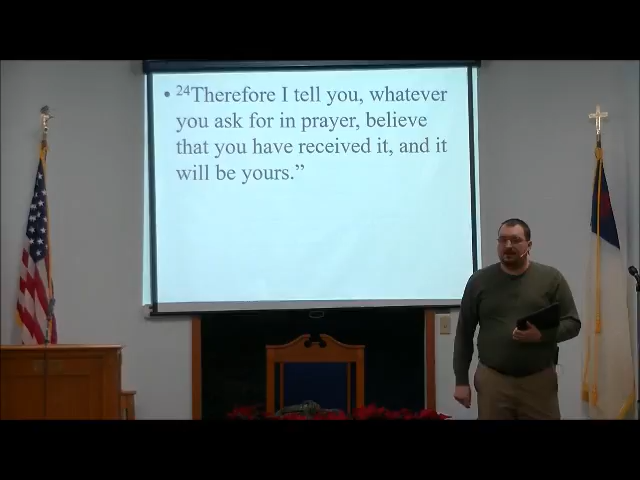 • ²⁴Therefore I tell you, whatever
you ask for in prayer, believe
that you have received it, and it
will be yours.”